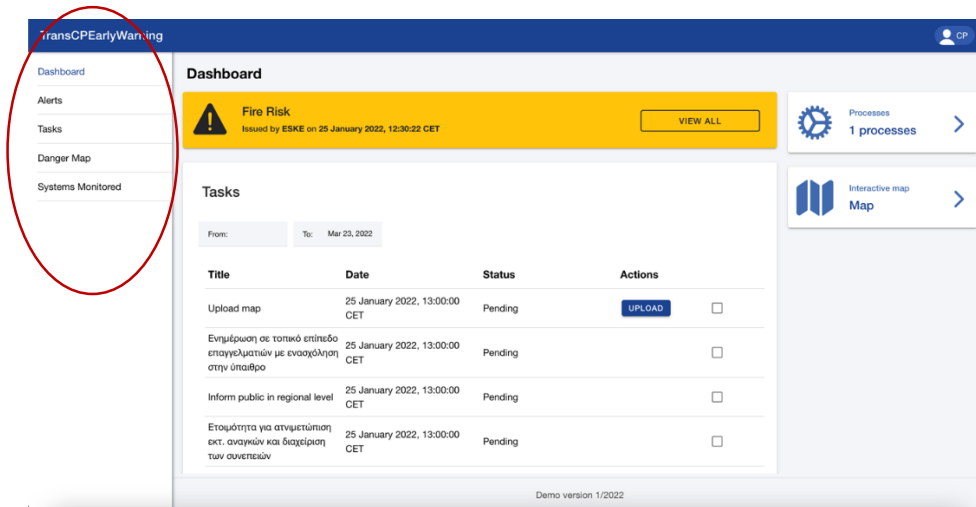 TransCPEarlyWarning
CP
Dashboard
Alerts
Tasks
Danger Map
Systems Monitored
Dashboard
Fire Risk
Issued by ESKE on 25 January 2022, 12:30:22 CET
VIEW ALL
Processes
1 processes
Interactive map
Map
Tasks
From:
To: Mar 23, 2022
Title Date Status Actions
Upload map
25 January 2022, 13:00:00
CET
Pending
UPLOAD
Ενημέρωση σε τοπικό επίπεδο
επαγγελματιών με ενασχόληση
στην ύπαιθρο
25 January 2022, 13:00:00
CET
Pending
Inform public in regional level
25 January 2022, 13:00:00
CET
Pending
Ετοιμότητα για ατνιμετώπιση
εκτ. αναγκών και διαχείριση
των συνεπειών
25 January 2022, 13:00:00
CET
Pending
Demo version 1/2022